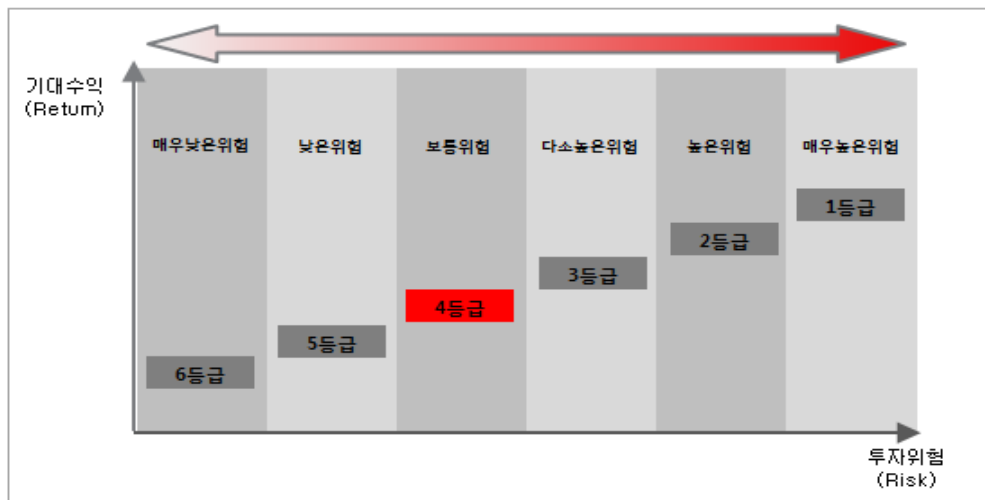 기대수익
(Return)
매우낮은위험 낮은위험 보통위험 다소높은위험 높은위험 매우높은위험
1등급
2등급
3등급
4등급
5등급
6등급
투자위험
(Risk)